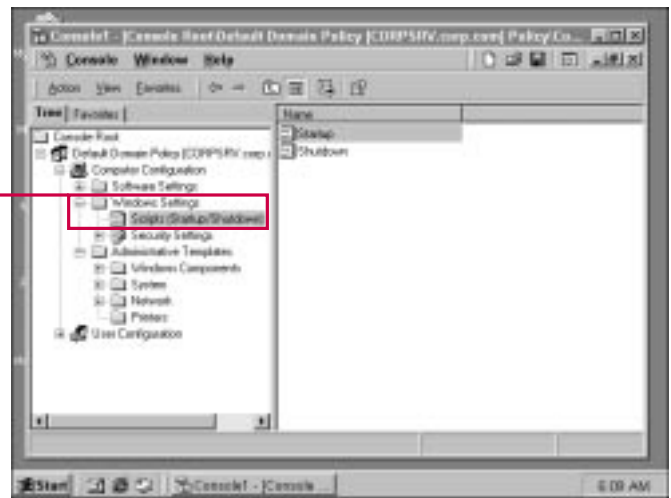 Console1 - [Console Root\Default Domain Policy [CORPSRV.corp.com] Policy\Co...
Console Window Help
Action View Favorites
Tree Favorites
Name
Console Root
Default Domain Policy [CORPSRV.corp.
Computer Configuration
Software Settings
Windows Settings
Scripts (Startup/Shutdown)
Security Settings
Administrative Templates
Windows Components
System
Network
Printers
User Configuration
Startup
Shutdown
Start
Console1 - [Console ...
6:08 AM